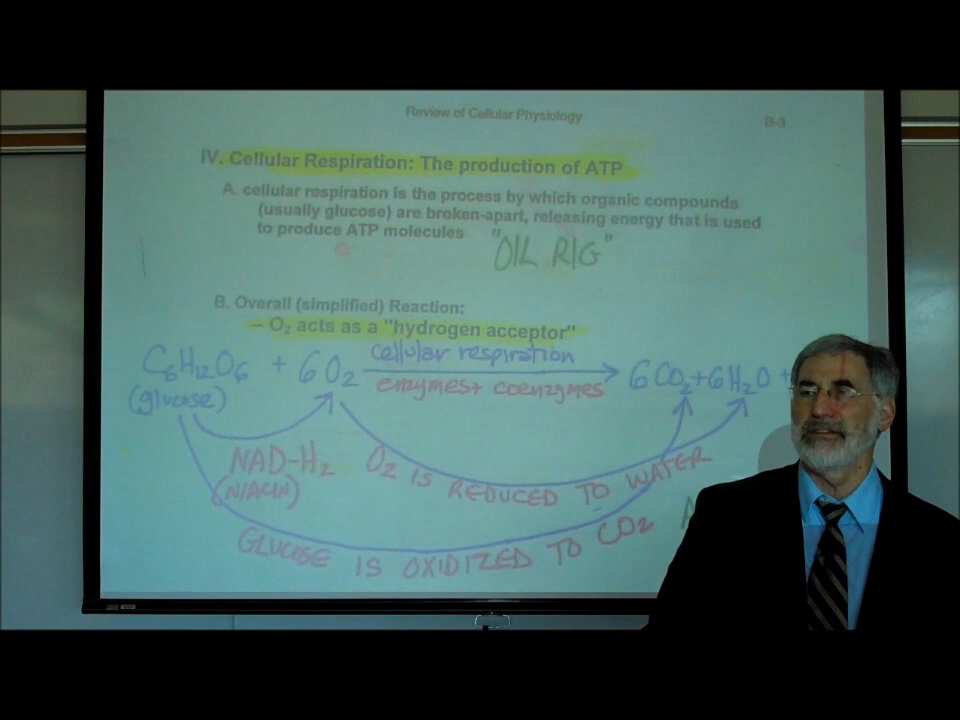 Review of Cellular Physiology B-3
IV. Cellular Respiration: The production of ATP
A. cellular respiration is the process by which organic compounds
(usually glucose) are broken-apart, releasing energy that is used
to produce ATP molecules "OIL RIG"
B. Overall (simplified) Reaction:
– O₂ acts as a "hydrogen acceptor"
cellular respiration
C₆H₁₂O₆ + 6O₂ → 6CO₂+6H₂O +
(glucose) enzymes+ coenzymes
NAD-H₂ O₂ IS REDUCED TO WATER
(NIACIN)
GLUCOSE IS OXIDIZED TO CO₂